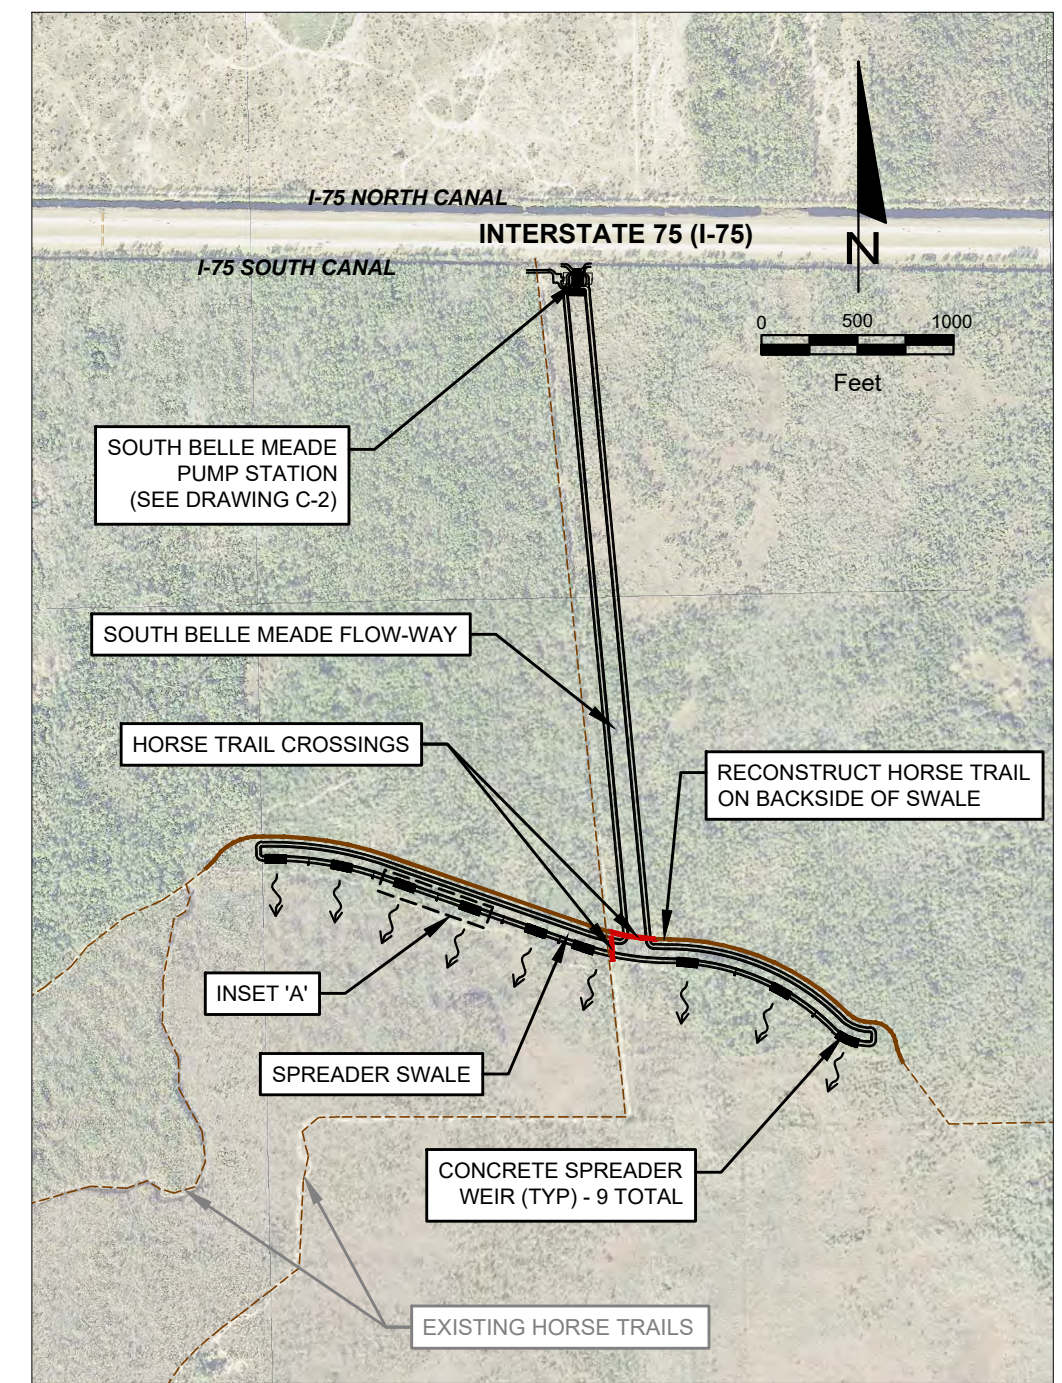 I-75 NORTH CANAL
INTERSTATE 75 (I-75)
I-75 SOUTH CANAL
N
0 500 1000
Feet
SOUTH BELLE MEADE
PUMP STATION
(SEE DRAWING C-2)
SOUTH BELLE MEADE FLOW-WAY
HORSE TRAIL CROSSINGS
RECONSTRUCT HORSE TRAIL
ON BACKSIDE OF SWALE
INSET 'A'
SPREADER SWALE
CONCRETE SPREADER
WEIR (TYP) - 9 TOTAL
EXISTING HORSE TRAILS